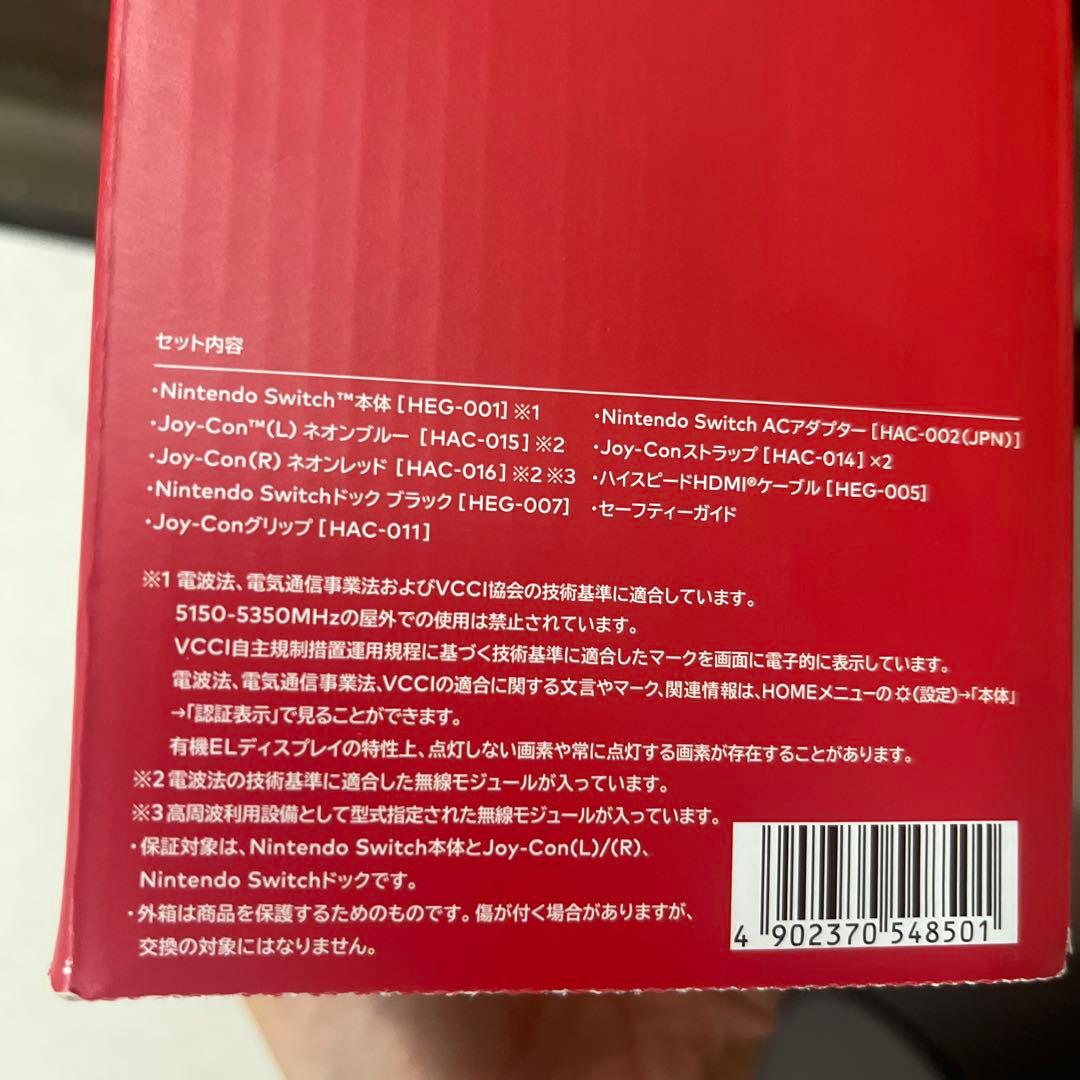 セット内容
・Nintendo Switch™本体 [HEG-001] ※1
・Joy-Con™(L) ネオンブルー [HAC-015] ※2
・Joy-Con(R) ネオンレッド [HAC-016] ※2 ※3
・Nintendo Switchドック ブラック [HEG-007]
・Joy-Conグリップ [HAC-011]
・Nintendo Switch ACアダプター [HAC-002(JPN)]
・Joy-Conストラップ [HAC-014] ×2
・ハイスピードHDMI®ケーブル [HEG-005]
・セーフティーガイド
※1 電波法、電気通信事業法およびVCCI協会の技術基準に適合しています。
5150-5350MHzの屋外での使用は禁止されています。
VCCI自主規制措置運用規程に基づく技術基準に適合したマークを画面に電子的に表示しています。
電波法、電気通信事業法、VCCIの適合に関する文言やマーク、関連情報は、HOMEメニューの(設定)→「本体」
→「認証表示」で見ることができます。
有機ELディスプレイの特性上、点灯しない画素や常に点灯する画素が存在することがあります。
※2 電波法の技術基準に適合した無線モジュールが入っています。
※3 高周波利用設備として型式指定された無線モジュールが入っています。
・保証対象は、Nintendo Switch本体とJoy-Con(L)/(R)、
Nintendo Switchドックです。
・外箱は商品を保護するためのものです。傷が付く場合がありますが、
交換の対象にはなりません。
4 902370 548501